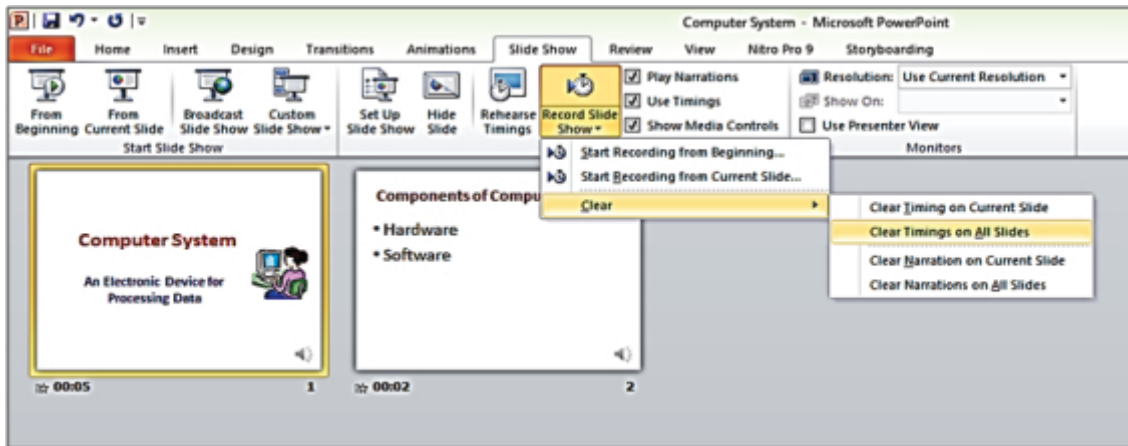 Computer System - Microsoft PowerPoint
File Home Insert Design Transitions Animations Slide Show Review View Nitro Pro 9 Storyboarding
From Beginning
From Current Slide
Broadcast Slide Show
Custom Slide Show
Set Up Slide Show
Hide Slide
Rehearse Timings
Record Slide Show
Play Narrations
Use Timings
Show Media Controls
Resolution: Use Current Resolution
Show On:
Use Presenter View
Start Slide Show
Monitors
Start Recording from Beginning...
Start Recording from Current Slide...
Clear
Clear Timing on Current Slide
Clear Timings on All Slides
Clear Narration on Current Slide
Clear Narrations on All Slides
Computer System
An Electronic Device for
Processing Data
00:05 1
Components of Compu
• Hardware
• Software
00:02 2